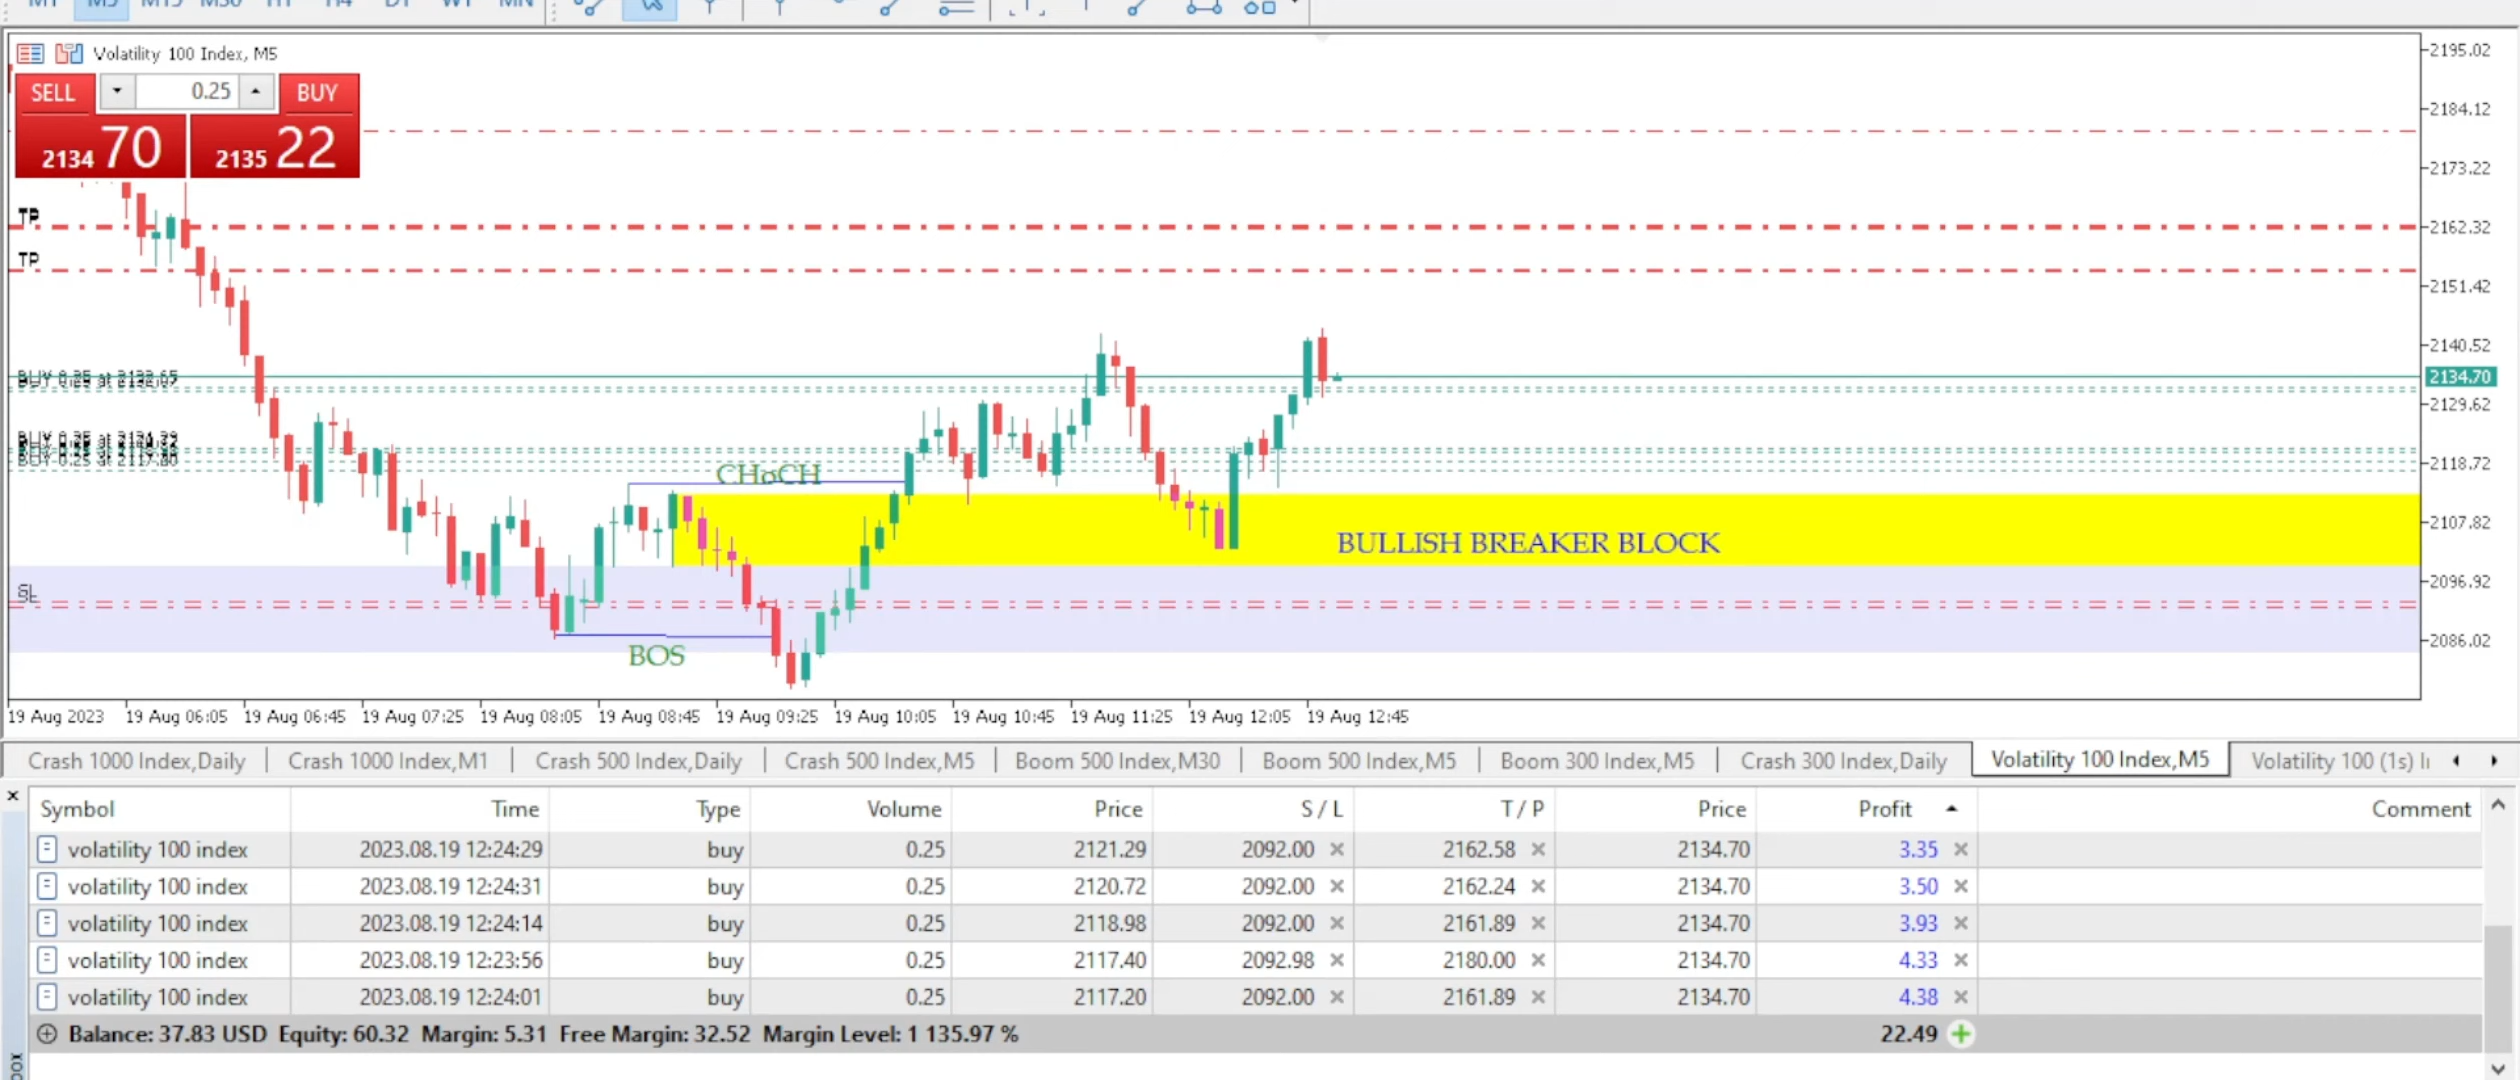 M5 M15 M30 H1 H4 D1 W1 MN
Volatility 100 Index, M5
SELL 0.25 BUY
2134 70 2135 22
TP
TP
SL
CHoCH
BOS
BULLISH BREAKER BLOCK
2195.02
2184.12
2173.22
2162.32
2151.42
2140.52
2134.70
2129.62
2118.72
2107.82
2096.92
2086.02
19 Aug 2023 19 Aug 06:05 19 Aug 06:45 19 Aug 07:25 19 Aug 08:05 19 Aug 08:45 19 Aug 09:25 19 Aug 10:05 19 Aug 10:45 19 Aug 11:25 19 Aug 12:05 19 Aug 12:45
Crash 1000 Index,Daily Crash 1000 Index,M1 Crash 500 Index,Daily Crash 500 Index,M5 Boom 500 Index,M30 Boom 500 Index,M5 Boom 300 Index,M5 Crash 300 Index,Daily Volatility 100 Index,M5 Volatility 100 (1s)
Symbol Time Type Volume Price S / L T / P Price Profit Comment
volatility 100 index 2023.08.19 12:24:29 buy 0.25 2121.29 2092.00 2162.58 2134.70 3.35
volatility 100 index 2023.08.19 12:24:31 buy 0.25 2120.72 2092.00 2162.24 2134.70 3.50
volatility 100 index 2023.08.19 12:24:14 buy 0.25 2118.98 2092.00 2161.89 2134.70 3.93
volatility 100 index 2023.08.19 12:23:56 buy 0.25 2117.40 2092.98 2180.00 2134.70 4.33
volatility 100 index 2023.08.19 12:24:01 buy 0.25 2117.20 2092.00 2161.89 2134.70 4.38
Balance: 37.83 USD Equity: 60.32 Margin: 5.31 Free Margin: 32.52 Margin Level: 1 135.97 % 22.49